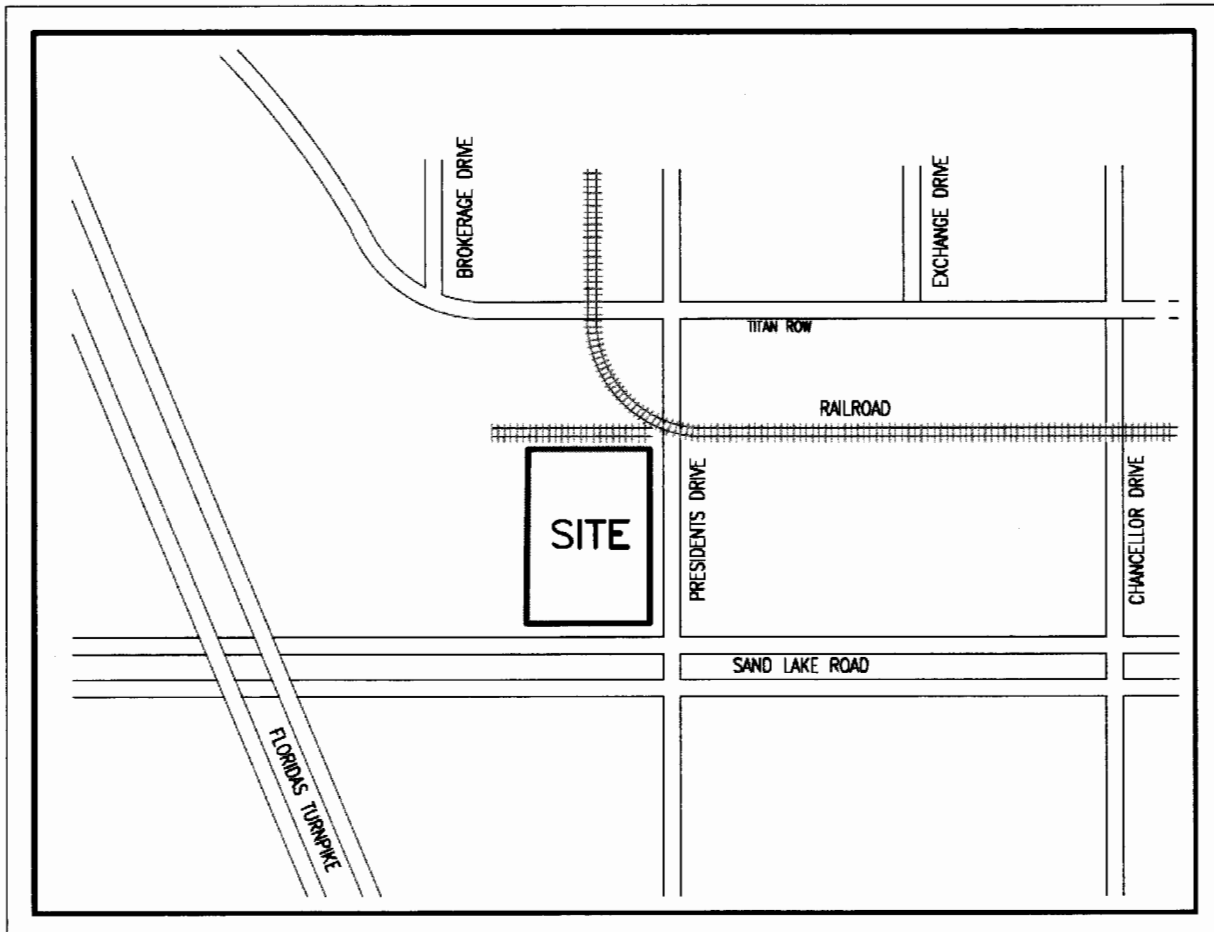 BROKERAGE DRIVE
EXCHANGE DRIVE
TITAN ROW
RAILROAD
SITE
PRESIDENTS DRIVE
CHANCELLOR DRIVE
SAND LAKE ROAD
FLORIDAS TURNPIKE